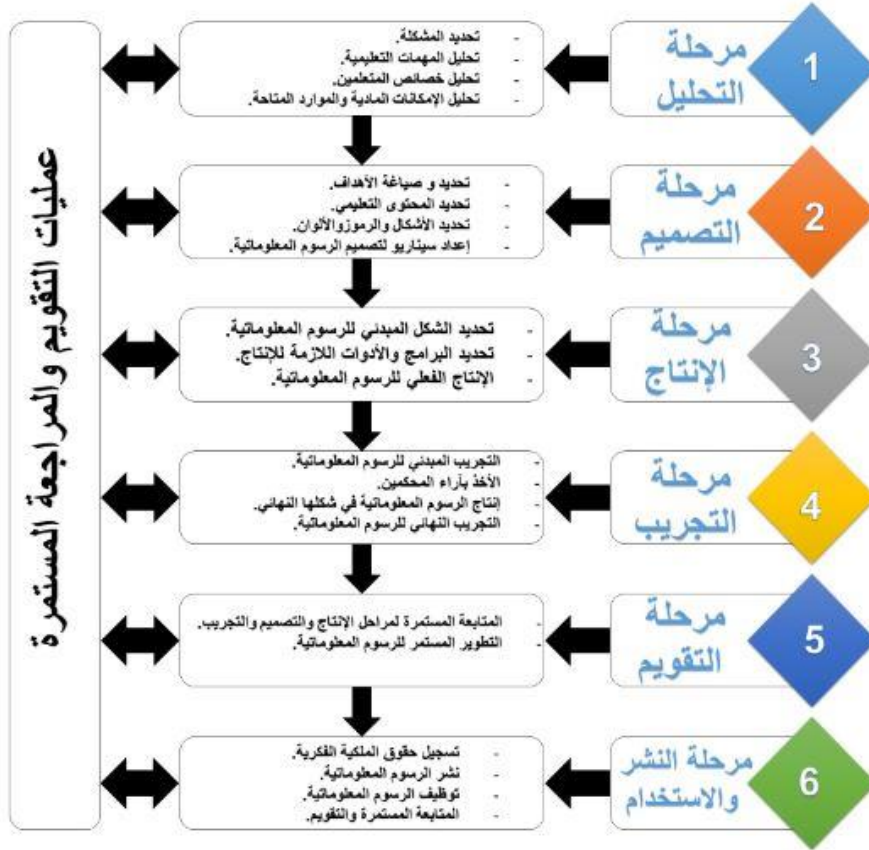 1
مرحلة
التحليل
- تحديد المشكلة.
- تحليل المهمات التعليمية.
- تحليل خصائص المتعلمين.
- تحليل الإمكانات المادية والموارد المتاحة.
2
مرحلة
التصميم
- تحديد و صياغة الأهداف.
- تحديد المحتوى التعليمي.
- تحديد الأشكال والرموز والألوان.
- إعداد سيناريو لتصميم الرسوم المعلوماتية.
3
مرحلة
الإنتاج
- تحديد الشكل المبدئي للرسوم المعلوماتية.
- تحديد البرامج والأدوات اللازمة للإنتاج.
- الإنتاج الفعلي للرسوم المعلوماتية.
4
مرحلة
التجريب
- التجريب المبدئي للرسوم المعلوماتية.
- الأخذ بآراء المحكمين.
- إنتاج الرسوم المعلوماتية في شكلها النهائي.
- التجريب النهائي للرسوم المعلوماتية.
5
مرحلة
التقويم
- المتابعة المستمرة لمراحل الإنتاج والتصميم والتجريب.
- التطوير المستمر للرسوم المعلوماتية.
6
مرحلة النشر
والاستخدام
- تسجيل حقوق الملكية الفكرية.
- نشر الرسوم المعلوماتية.
- توظيف الرسوم المعلوماتية.
- المتابعة المستمرة والتقويم.
عمليات التقويم والمراجعة المستمرة